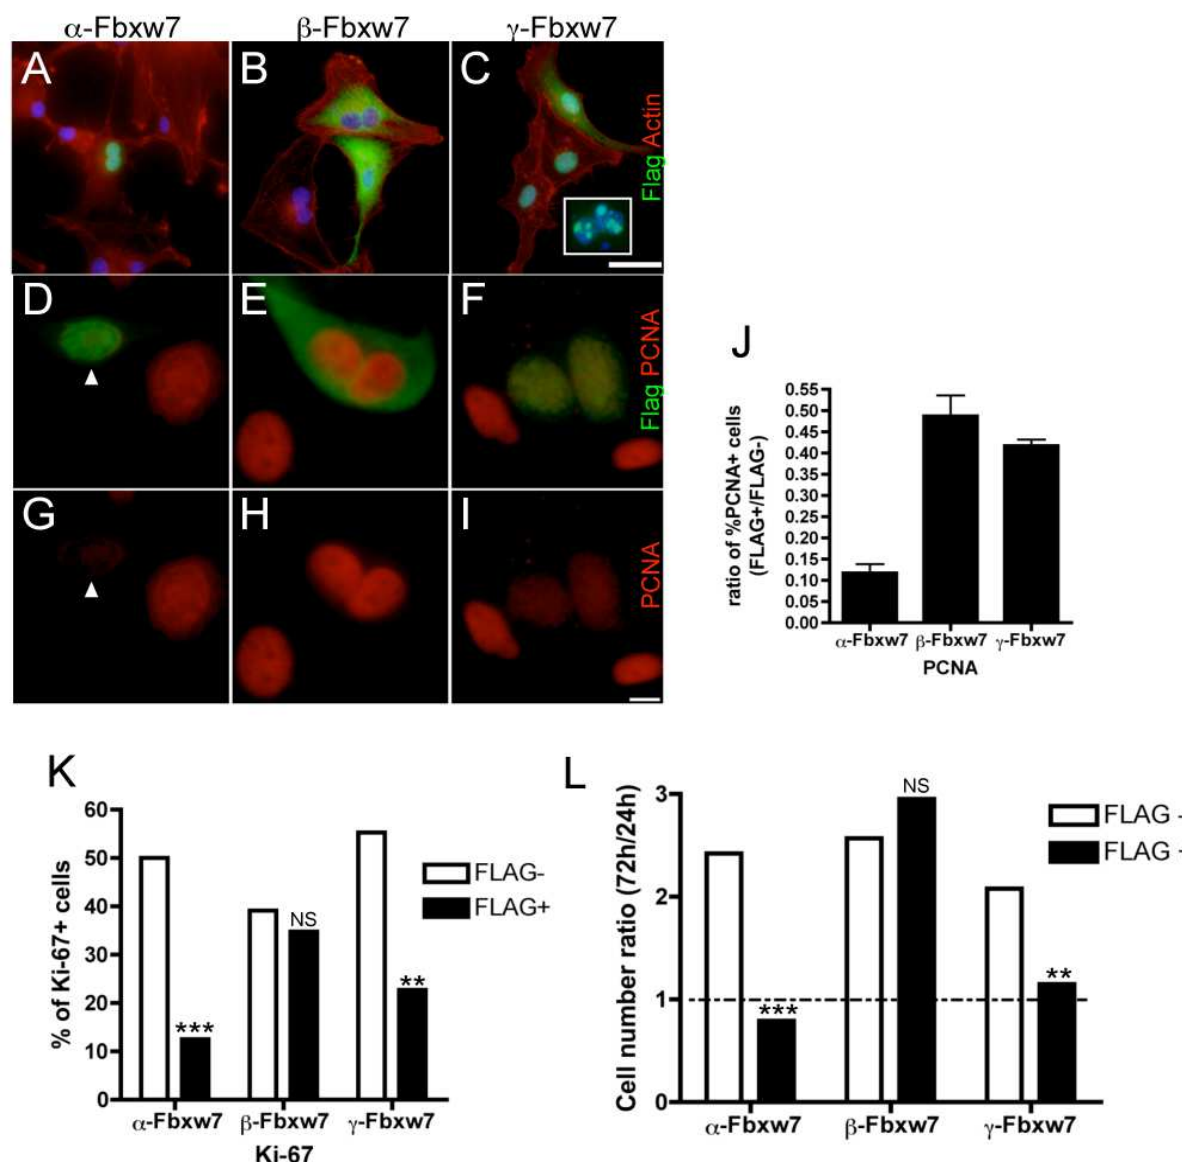 α-Fbxw7 β-Fbxw7 γ-Fbxw7
A B C
Flag Actin
D E F
Flag PCNA
G H I
PCNA
J
ratio of %PCNA+ cells
(FLAG+/FLAG-)
0.55
0.50
0.45
0.40
0.35
0.30
0.25
0.20
0.15
0.10
0.05
0.00
α-Fbxw7 β-Fbxw7 γ-Fbxw7
PCNA
K
% of Ki-67+ cells
60
50
40
30
20
10
0
*** NS **
FLAG-
FLAG+
α-Fbxw7 β-Fbxw7 γ-Fbxw7
Ki-67
L
Cell number ratio (72h/24h)
3
2
1
0
*** NS **
FLAG -
FLAG +
α-Fbxw7 β-Fbxw7 γ-Fbxw7